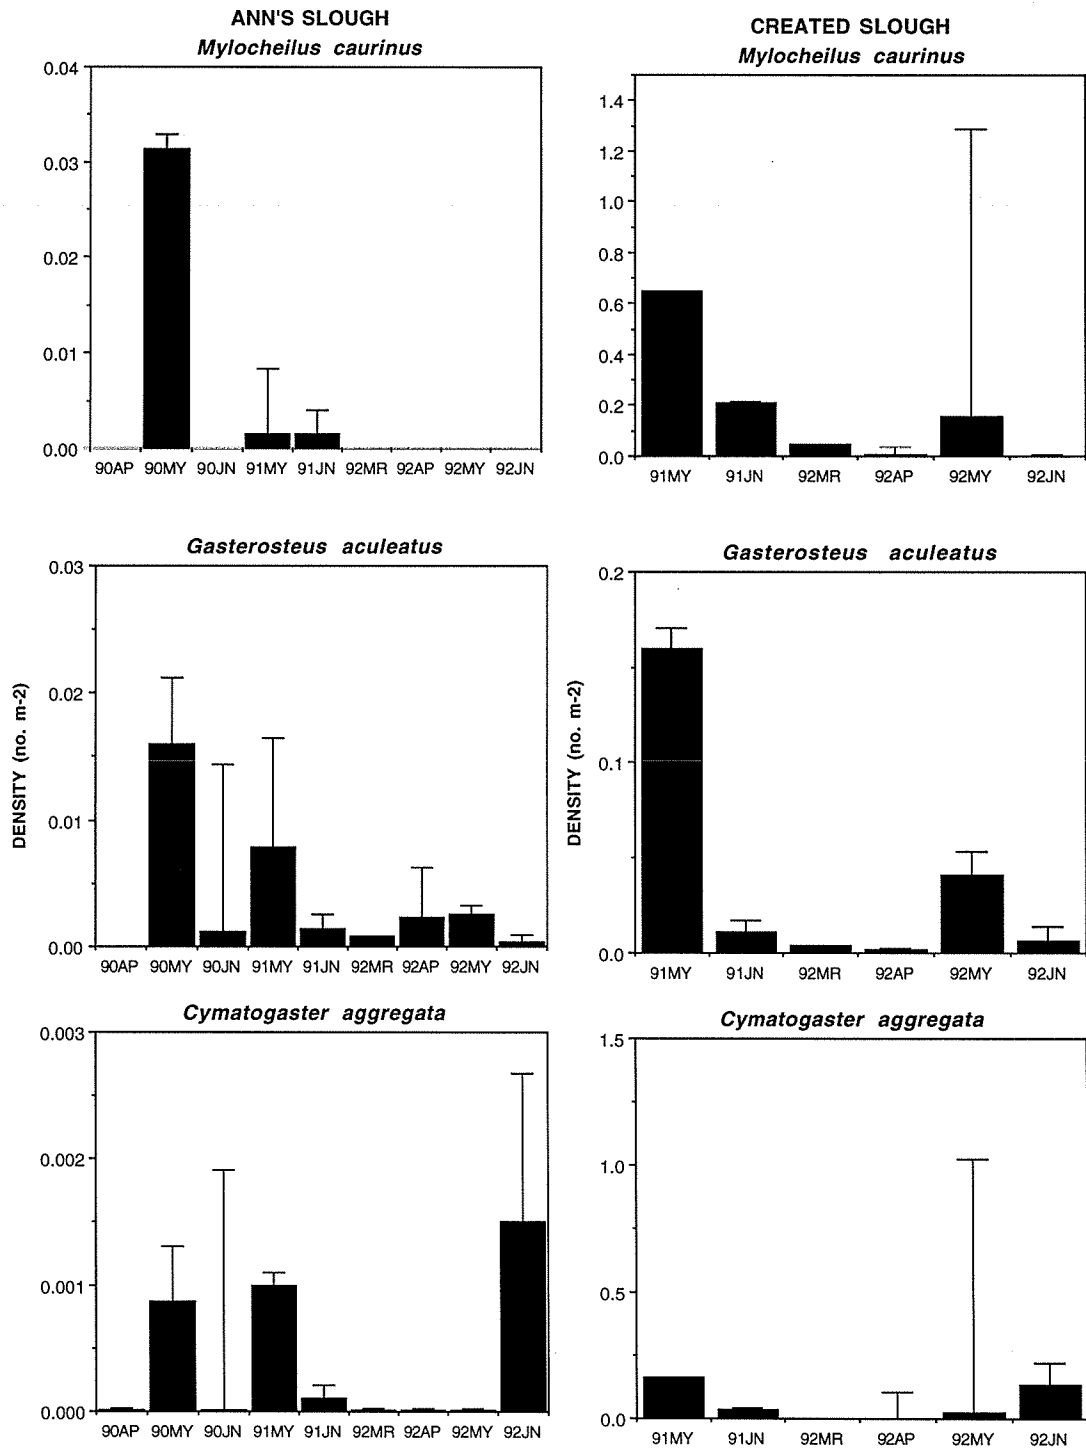 ANN'S SLOUGH
Mylocheilus caurinus
0.04
0.03
0.02
0.01
0.00
90AP 90MY 90JN 91MY 91JN 92MR 92AP 92MY 92JN
CREATED SLOUGH
Mylocheilus caurinus
1.4
1.2
1.0
0.8
0.6
0.4
0.2
0.0
91MY 91JN 92MR 92AP 92MY 92JN
Gasterosteus aculeatus
DENSITY (no. m-2)
0.03
0.02
0.01
0.00
90AP 90MY 90JN 91MY 91JN 92MR 92AP 92MY 92JN
Gasterosteus aculeatus
DENSITY (no. m-2)
0.2
0.1
0.0
91MY 91JN 92MR 92AP 92MY 92JN
Cymatogaster aggregata
0.003
0.002
0.001
0.000
90AP 90MY 90JN 91MY 91JN 92MR 92AP 92MY 92JN
Cymatogaster aggregata
1.5
1.0
0.5
0.0
91MY 91JN 92MR 92AP 92MY 92JN